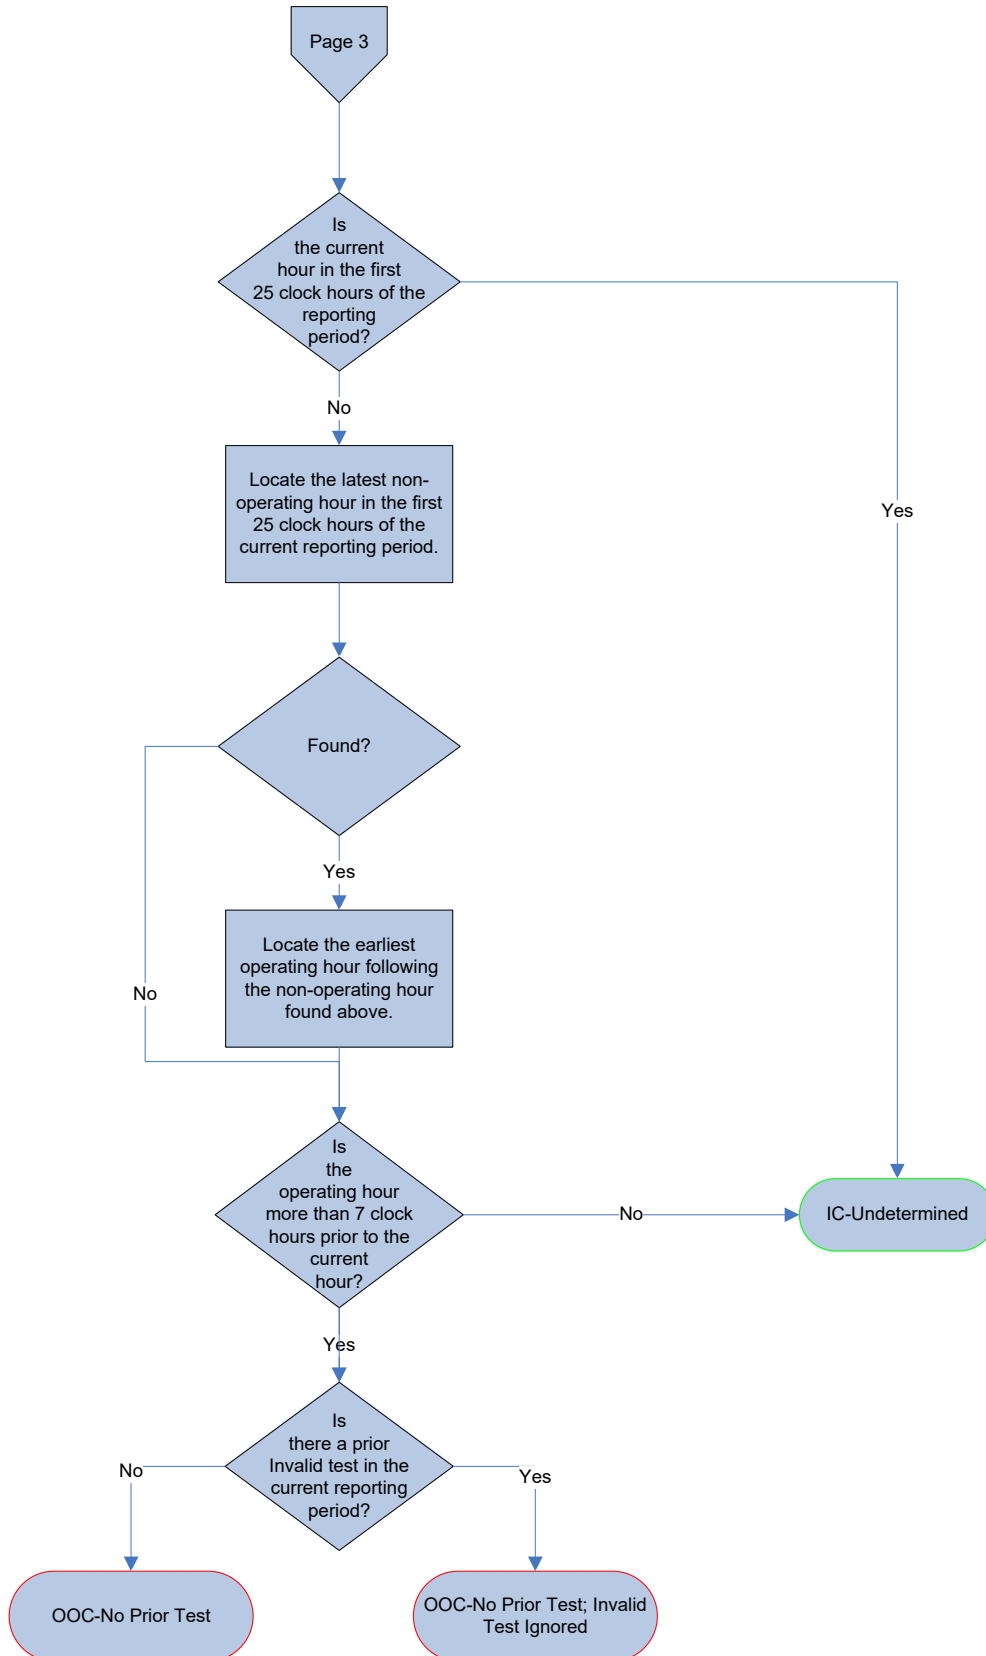 Page 3
Is
the current
hour in the first
25 clock hours of the
reporting
period?
No
Locate the latest non-
operating hour in the first
25 clock hours of the
current reporting period.
Yes
Found?
Yes
Locate the earliest
operating hour following
the non-operating hour
found above.
No
Is
the
operating hour
more than 7 clock
hours prior to the
current
hour?
No
IC-Undetermined
Yes
Is
there a prior
Invalid test in the
current reporting
period?
No
Yes
OOC-No Prior Test
OOC-No Prior Test; Invalid
Test Ignored